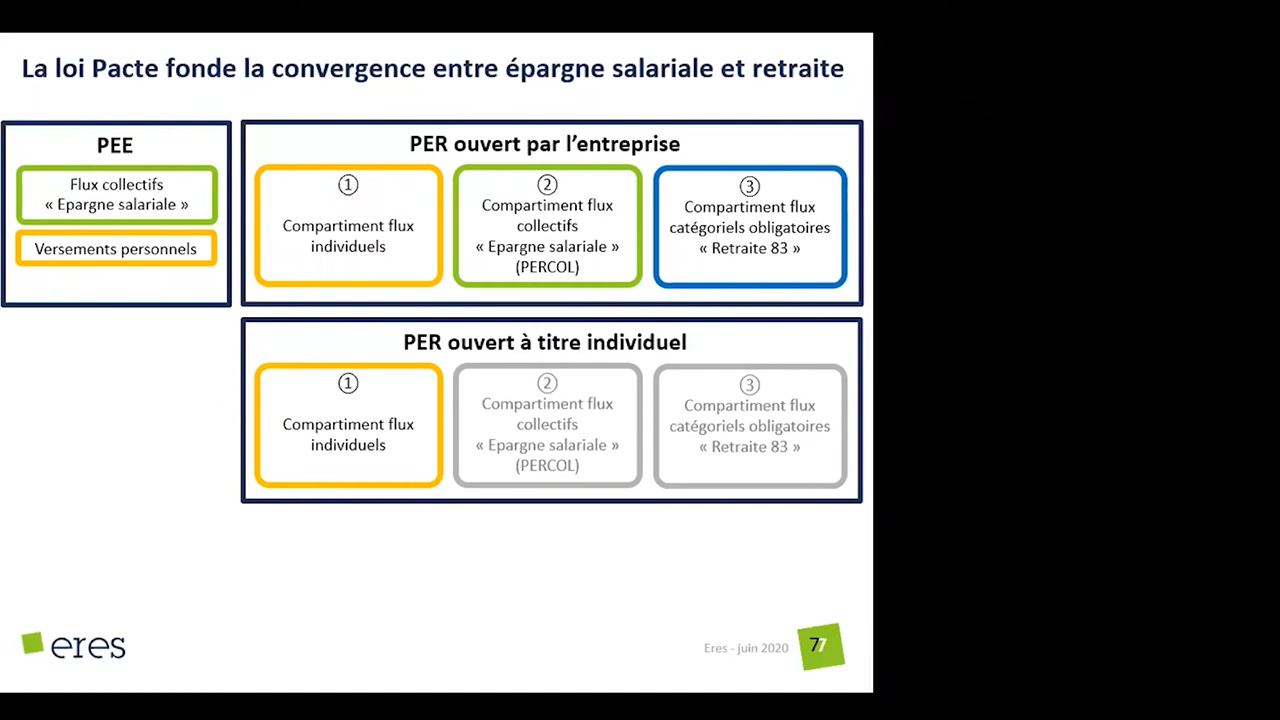 La loi Pacte fonde la convergence entre épargne salariale et retraite
PEE
Flux collectifs
« Epargne salariale »
Versements personnels
PER ouvert par l’entreprise
①
Compartiment flux
individuels
②
Compartiment flux
collectifs
« Epargne salariale »
(PERCOL)
③
Compartiment flux
catégoriels obligatoires
« Retraite 83 »
PER ouvert à titre individuel
①
Compartiment flux
individuels
②
Compartiment flux
collectifs
« Epargne salariale »
(PERCOL)
③
Compartiment flux
catégoriels obligatoires
« Retraite 83 »
eres
Eres - juin 2020